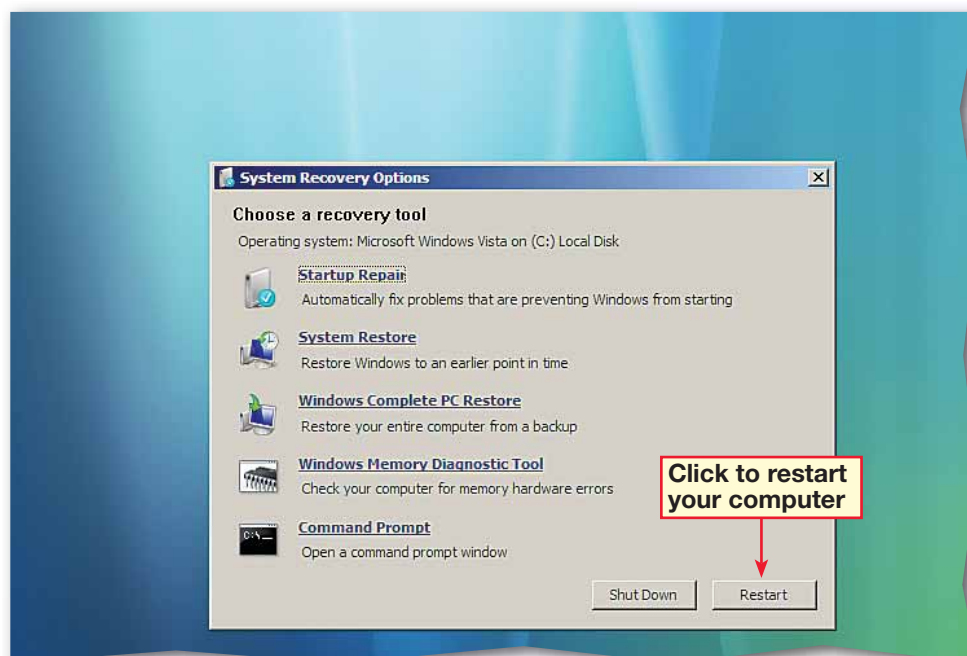 System Recovery Options
Choose a recovery tool
Operating system: Microsoft Windows Vista on (C:) Local Disk
Startup Repair
Automatically fix problems that are preventing Windows from starting
System Restore
Restore Windows to an earlier point in time
Windows Complete PC Restore
Restore your entire computer from a backup
Windows Memory Diagnostic Tool
Check your computer for memory hardware errors
Click to restart
your computer
C:\_
Command Prompt
Open a command prompt window
Shut Down
Restart